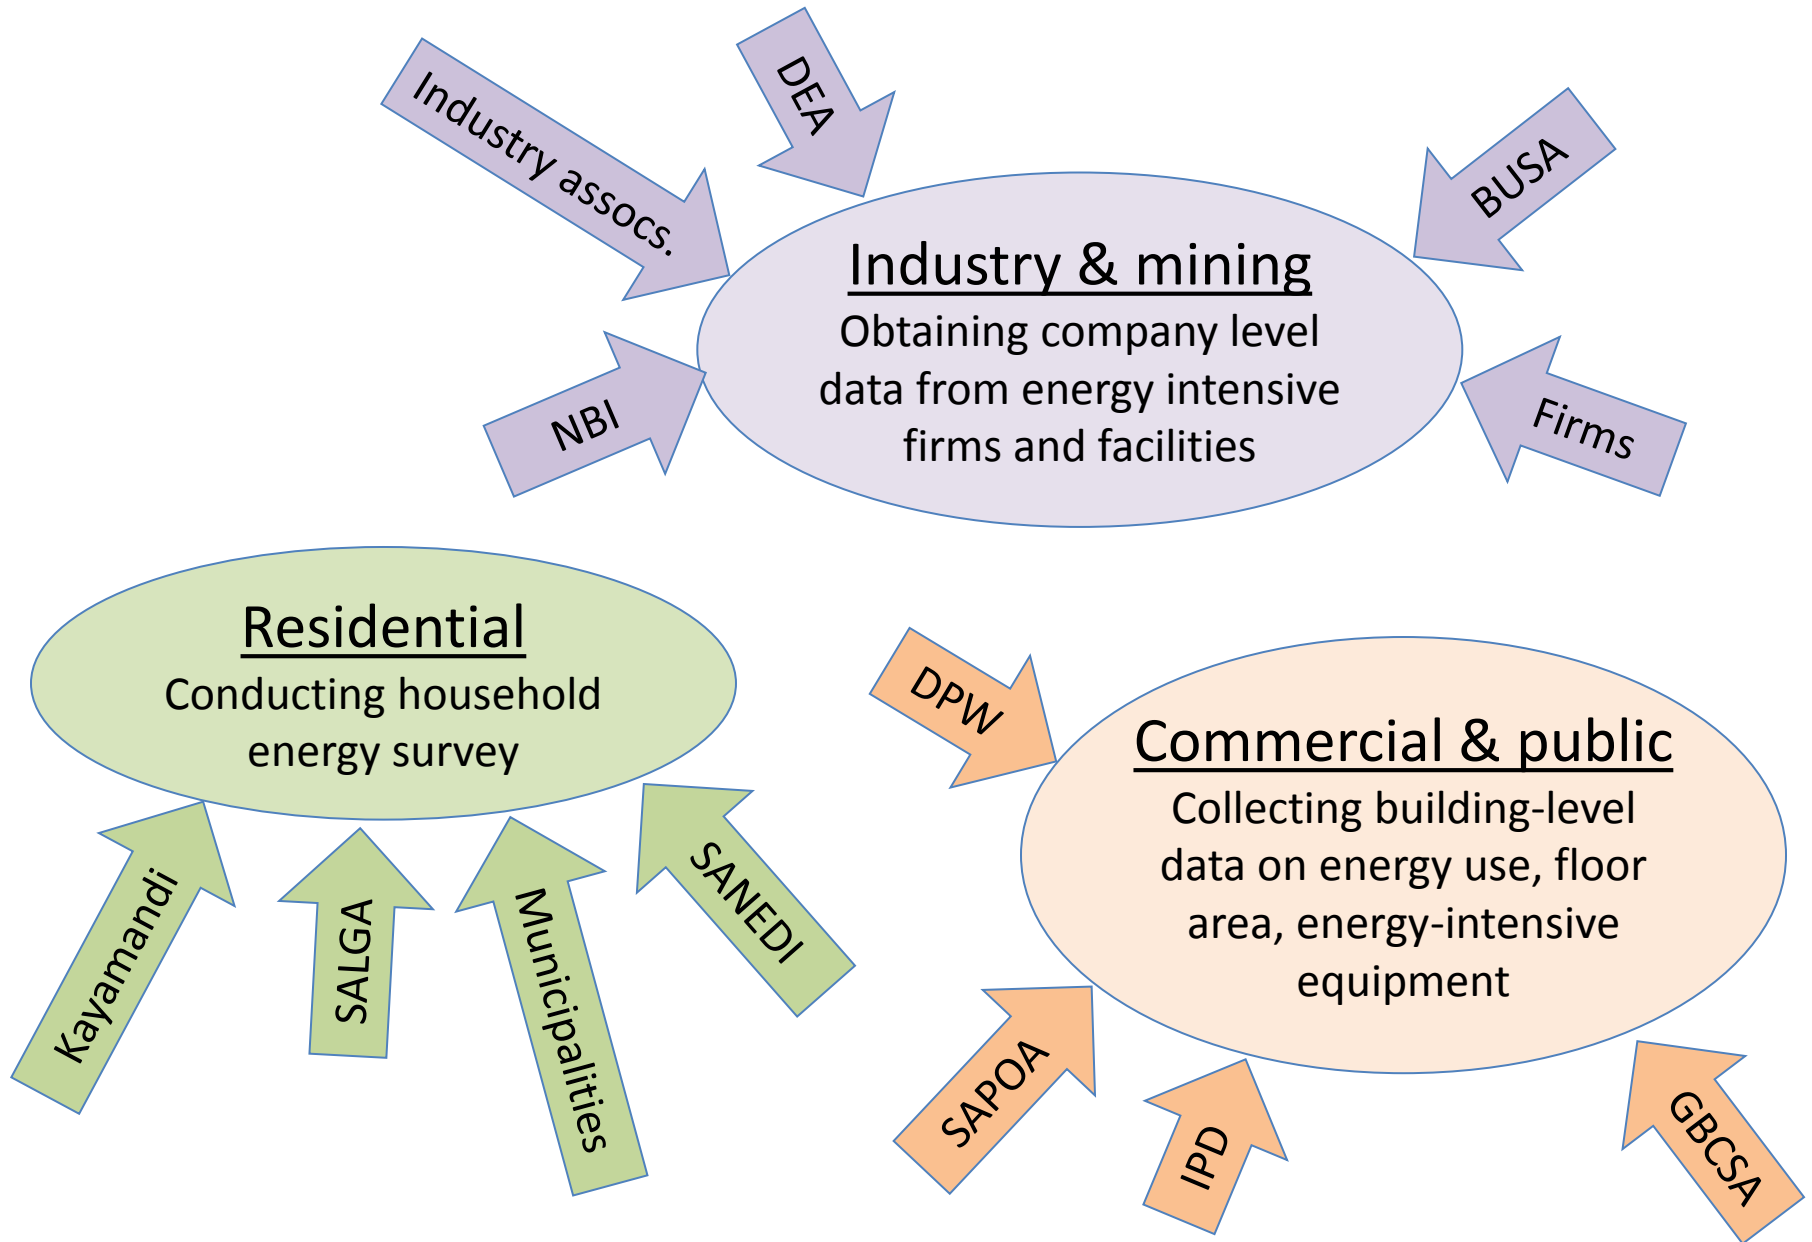 Industry assocs.
DEA
BUSA
NBI
Firms
Industry & mining
Obtaining company level
data from energy intensive
firms and facilities
Residential
Conducting household
energy survey
Kayamandi
SALGA
Municipalities
SANEDI
DPW
Commercial & public
Collecting building-level
data on energy use, floor
area, energy-intensive
equipment
SAPOA
IPD
GBCSA